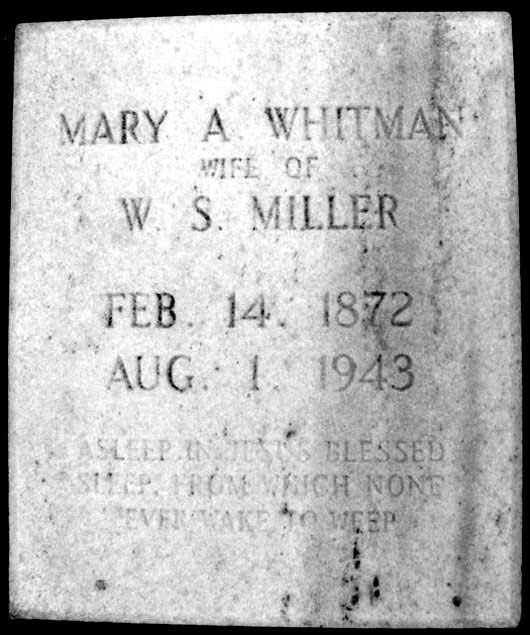 MARY A WHITMAN
WIFE OF
W. S. MILLER
FEB. 14. 1872
AUG. 1. 1943
ASLEEP IN JESUS BLESSED
SLEEP, FROM WHICH NONE
EVER WAKE TO WEEP